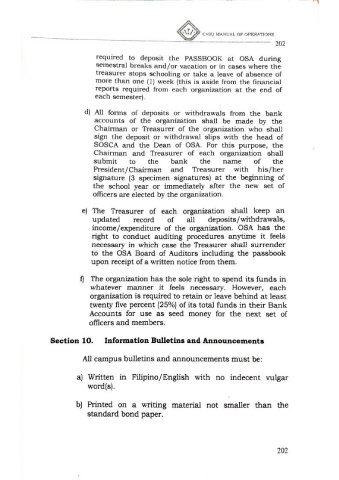 CvSU MANUAL OF OPERATIONS
202
required to deposit the PASSBOOK at OSA during
semestral breaks and/or vacation or in cases where the
treasurer stops schooling or take a leave of absence of
more than one (1) week (this is aside from the financial
reports required from each organization at the end of
each semester).
d) All forms of deposits or withdrawals from the bank
accounts of the organization shall be made by the
Chairman or Treasurer of the organization who shall
sign the deposit or withdrawal slips with the head of
SOSCA and the Dean of OSA. For this purpose, the
Chairman and Treasurer of each organization shall
submit to the bank the name of the
President/Chairman and Treasurer with his/her
signature (3 specimen signatures) at the beginning of
the school year or immediately after the new set of
officers are elected by the organization.
e) The Treasurer of each organization shall keep an
updated record of all deposits/withdrawals,
income/expenditure of the organization. OSA has the
right to conduct auditing procedures anytime it feels
necessary in which case the Treasurer shall surrender
to the OSA Board of Auditors including the passbook
upon receipt of a written notice from them.
f) The organization has the sole right to spend its funds in
whatever manner it feels necessary. However, each
organization is required to retain or leave behind at least
twenty five percent (25%) of its total funds in their Bank
Accounts for use as seed money for the next set of
officers and members.
Section 10. Information Bulletins and Announcements
All campus bulletins and announcements must be:
a) Written in Filipino/English with no indecent vulgar
word(s).
b) Printed on a writing material not smaller than the
standard bond paper.
202